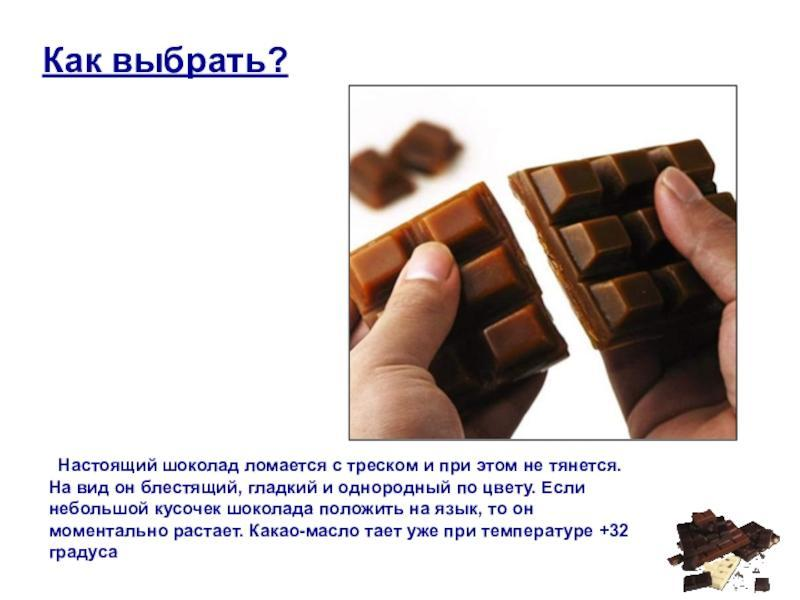 Как выбрать?
Настоящий шоколад ломается с треском и при этом не тянется.
На вид он блестящий, гладкий и однородный по цвету. Если
небольшой кусочек шоколада положить на язык, то он
моментально растает. Какао-масло тает уже при температуре +32
градуса